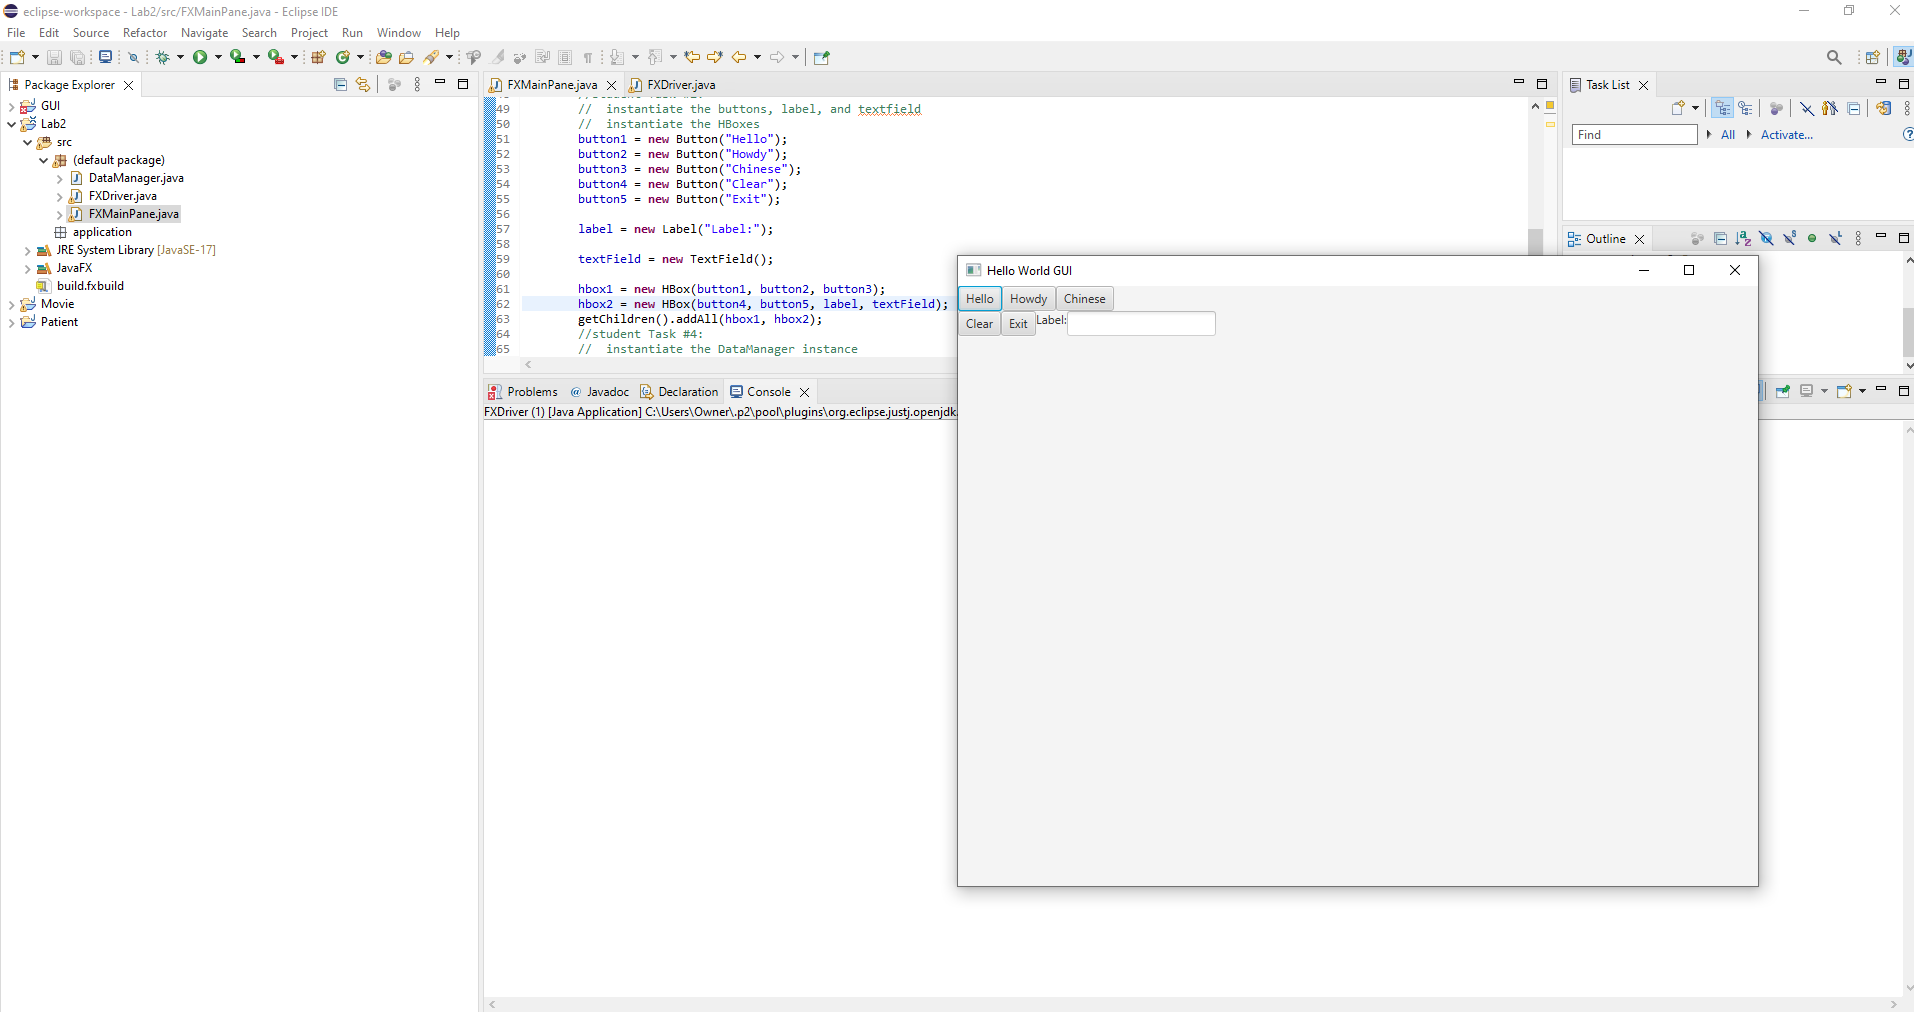 eclipse-workspace - Lab2/src/FXMainPane.java - Eclipse IDE
File Edit Source Refactor Navigate Search Project Run Window Help
Package Explorer
GUI
Lab2
src
(default package)
DataManager.java
FXDriver.java
FXMainPane.java
application
JRE System Library [JavaSE-17]
JavaFX
build.fxbuild
Movie
Patient
FXMainPane.java FXDriver.java
49 // instantiate the buttons, label, and textfield
50 // instantiate the HBoxes
51 button1 = new Button("Hello");
52 button2 = new Button("Howdy");
53 button3 = new Button("Chinese");
54 button4 = new Button("Clear");
55 button5 = new Button("Exit");
56
57 label = new Label("Label:");
58
59 textField = new TextField();
60
61 hbox1 = new HBox(button1, button2, button3);
62 hbox2 = new HBox(button4, button5, label, textField);
63 getChildren().addAll(hbox1, hbox2);
64 //student Task #4:
65 // instantiate the DataManager instance
Problems @ Javadoc Declaration Console
FXDriver (1) [Java Application] C:\Users\Owner\.p2\pool\plugins\org.eclipse.justj.openjdk.
Task List
Find All Activate...
Outline
Hello World GUI
Hello Howdy Chinese
Clear Exit Label: